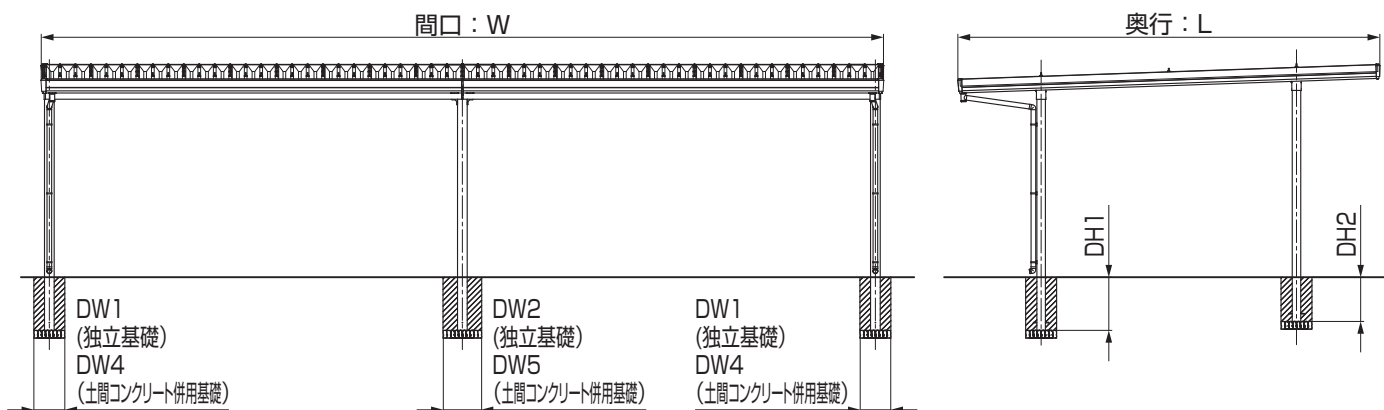 間口：W
奥行：L
DH1
DH2
DW1
(独立基礎)
DW4
(土間コンクリート併用基礎)
DW2
(独立基礎)
DW5
(土間コンクリート併用基礎)
DW1
(独立基礎)
DW4
(土間コンクリート併用基礎)